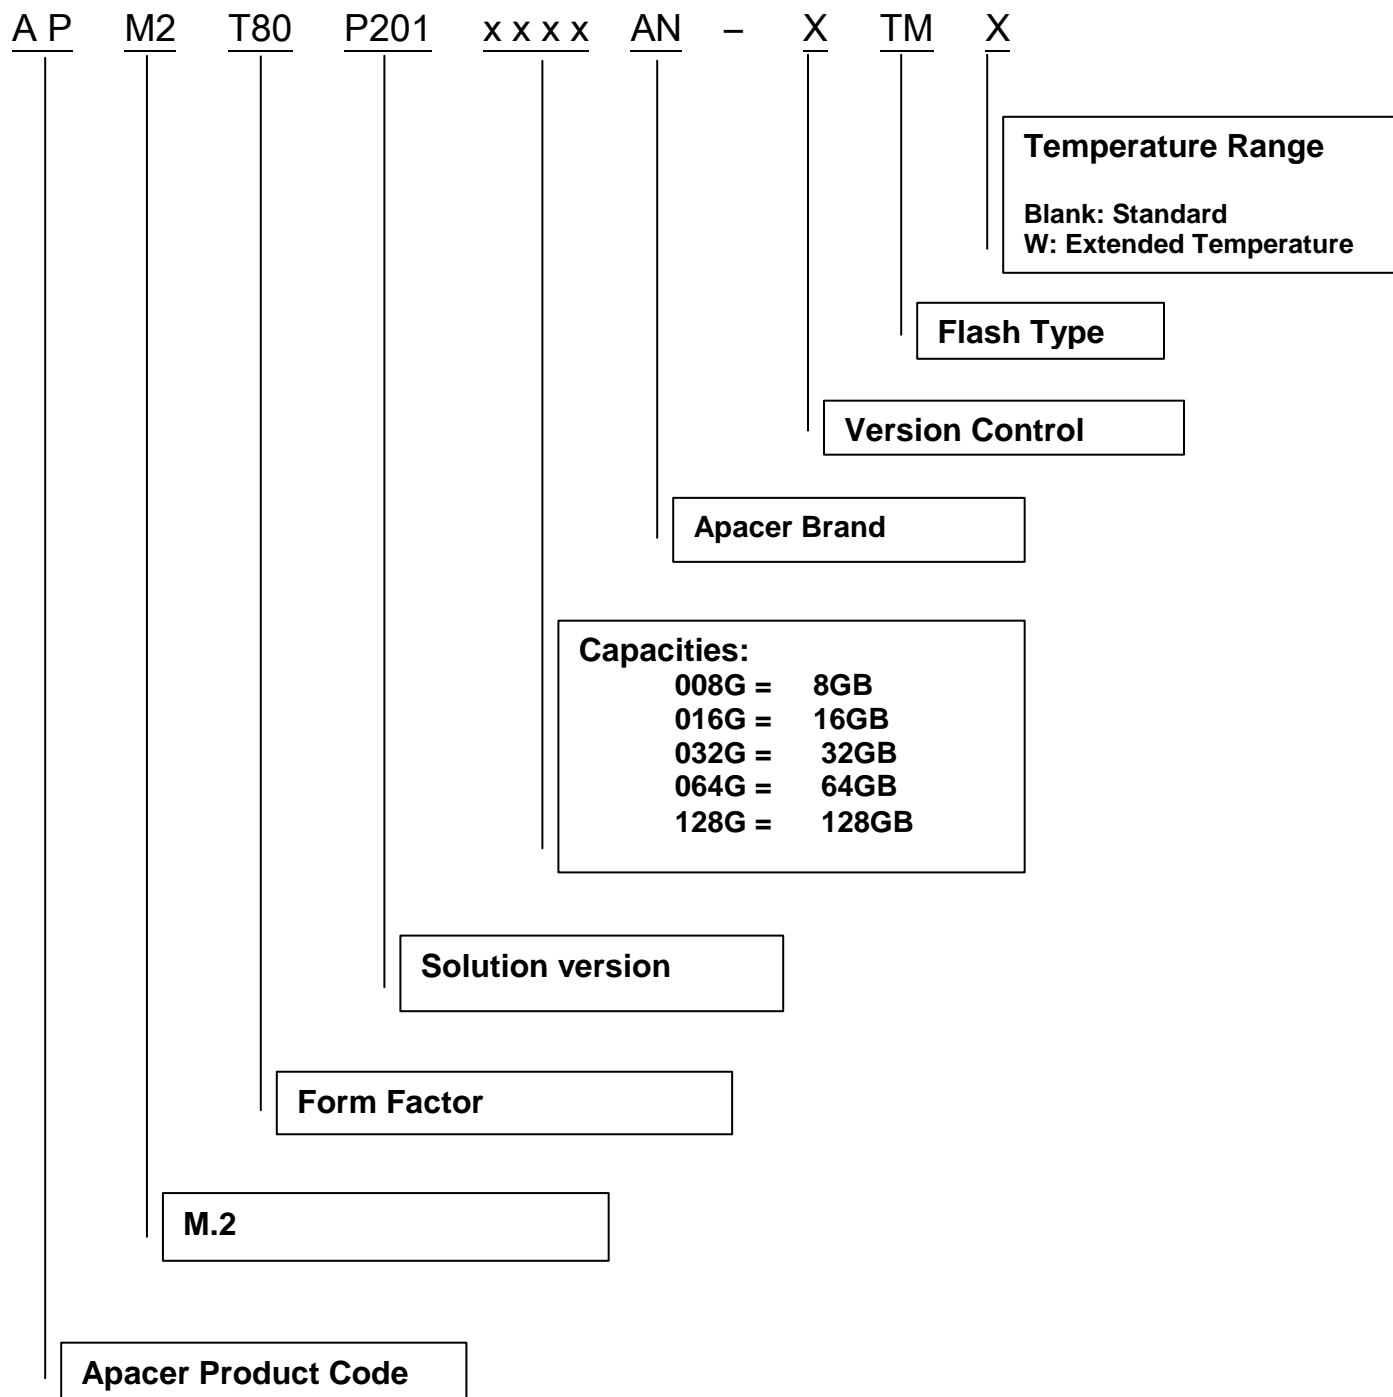 A P M2 T80 P201 x x x x AN – X TM X
Temperature Range
Blank: Standard
W: Extended Temperature
Flash Type
Version Control
Apacer Brand
Capacities:
008G = 8GB
016G = 16GB
032G = 32GB
064G = 64GB
128G = 128GB
Solution version
Form Factor
M.2
Apacer Product Code